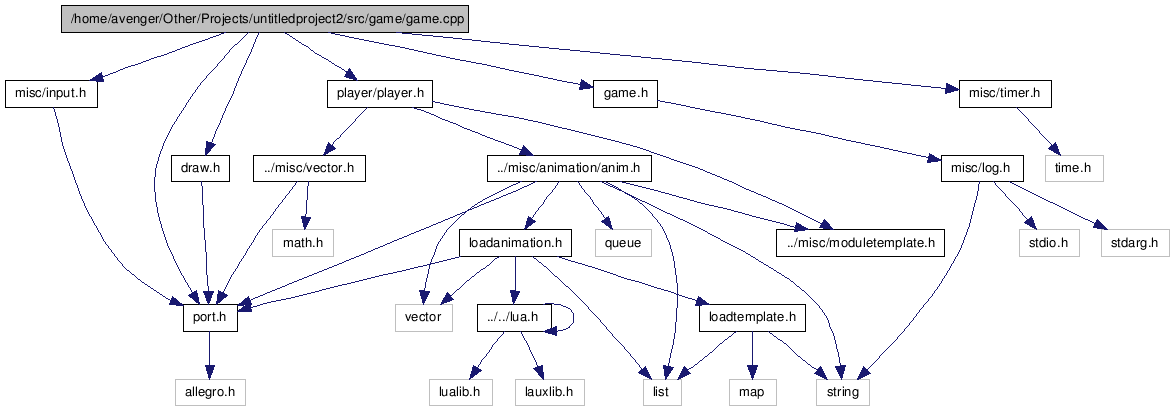 /home/avenger/Other/Projects/untitledproject2/src/game/game.cpp
misc/input.h
player/player.h
game.h
misc/timer.h
draw.h
../misc/vector.h
../misc/animation/anim.h
misc/log.h
time.h
math.h
loadanimation.h
queue
../misc/moduletemplate.h
stdio.h
stdarg.h
port.h
vector
../../lua.h
loadtemplate.h
allegro.h
lualib.h
lauxlib.h
list
map
string